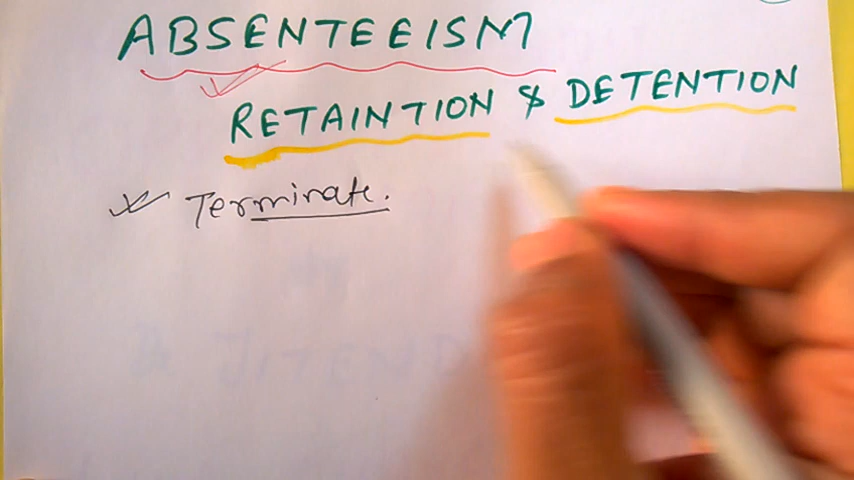 ABSENTEEISM
RETAINTION & DETENTION
Terminate.